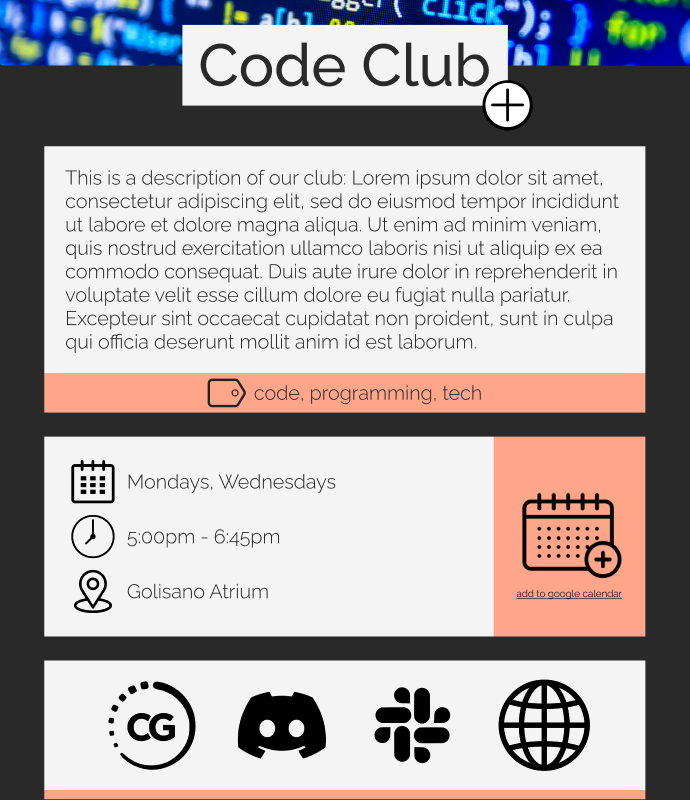 a[b]
click");
"user
for
Code Club
This is a description of our club: Lorem ipsum dolor sit amet,
consectetur adipiscing elit, sed do eiusmod tempor incididunt
ut labore et dolore magna aliqua. Ut enim ad minim veniam,
quis nostrud exercitation ullamco laboris nisi ut aliquip ex ea
commodo consequat. Duis aute irure dolor in reprehenderit in
voluptate velit esse cillum dolore eu fugiat nulla pariatur.
Excepteur sint occaecat cupidatat non proident, sunt in culpa
qui officia deserunt mollit anim id est laborum.
code, programming, tech
Mondays, Wednesdays
5:00pm - 6:45pm
Golisano Atrium
add to google calendar
CG